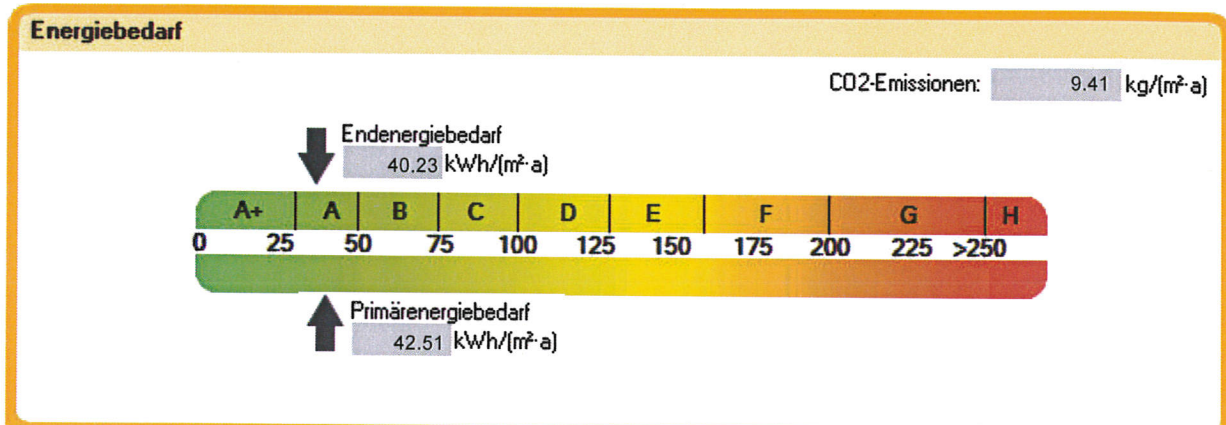 Energiebedarf
CO2-Emissionen: 9.41 kg/(m²·a)
Endenergiebedarf
40.23 kWh/(m²·a)
A+ A B C D E F G H
0 25 50 75 100 125 150 175 200 225 >250
Primärenergiebedarf
42.51 kWh/(m²·a)